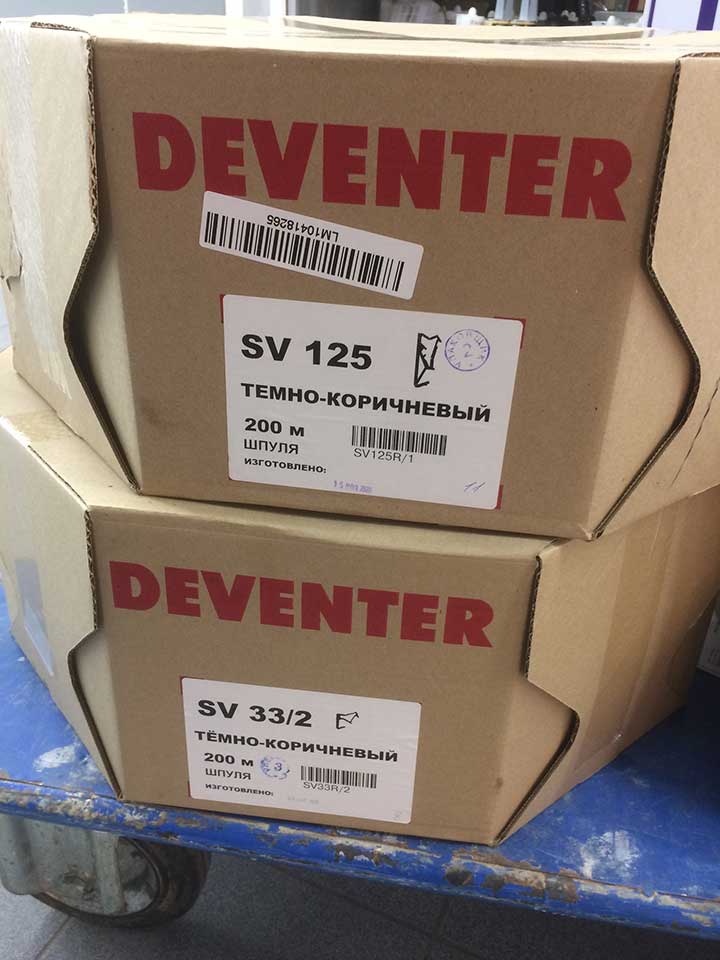 DEVENTER
LM10418265
SV 125
ТЕМНО-КОРИЧНЕВЫЙ
200 м
ШПУЛЯ
SV125R/1
ИЗГОТОВЛЕНО:
DEVENTER
SV 33/2
ТЁМНО-КОРИЧНЕВЫЙ
200 м
3
ШПУЛЯ
SV33R/2
ИЗГОТОВЛЕНО: